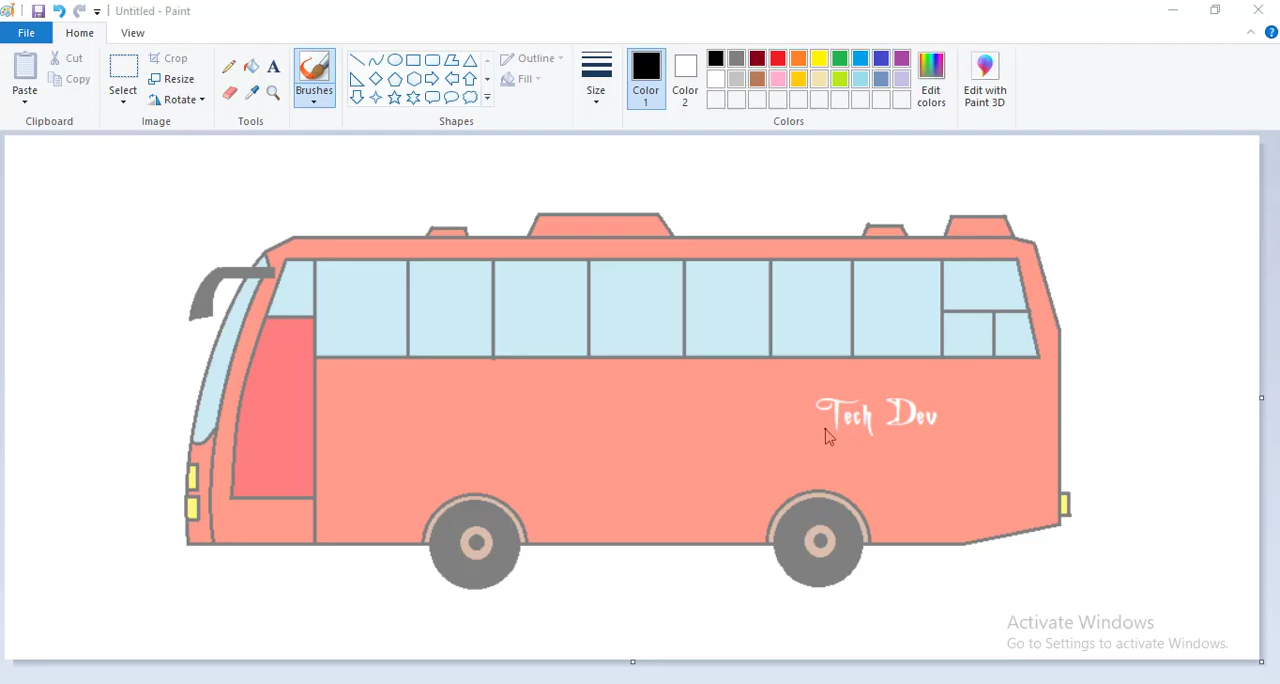 Untitled - Paint
File Home View
Paste
Cut
Copy
Clipboard
Select
Crop
Resize
Rotate
Image
A
Tools
Brushes
Outline
Fill
Shapes
Size
Color 1
Color 2
Edit colors
Colors
Edit with Paint 3D
?
Tech Dev
Activate Windows
Go to Settings to activate Windows.